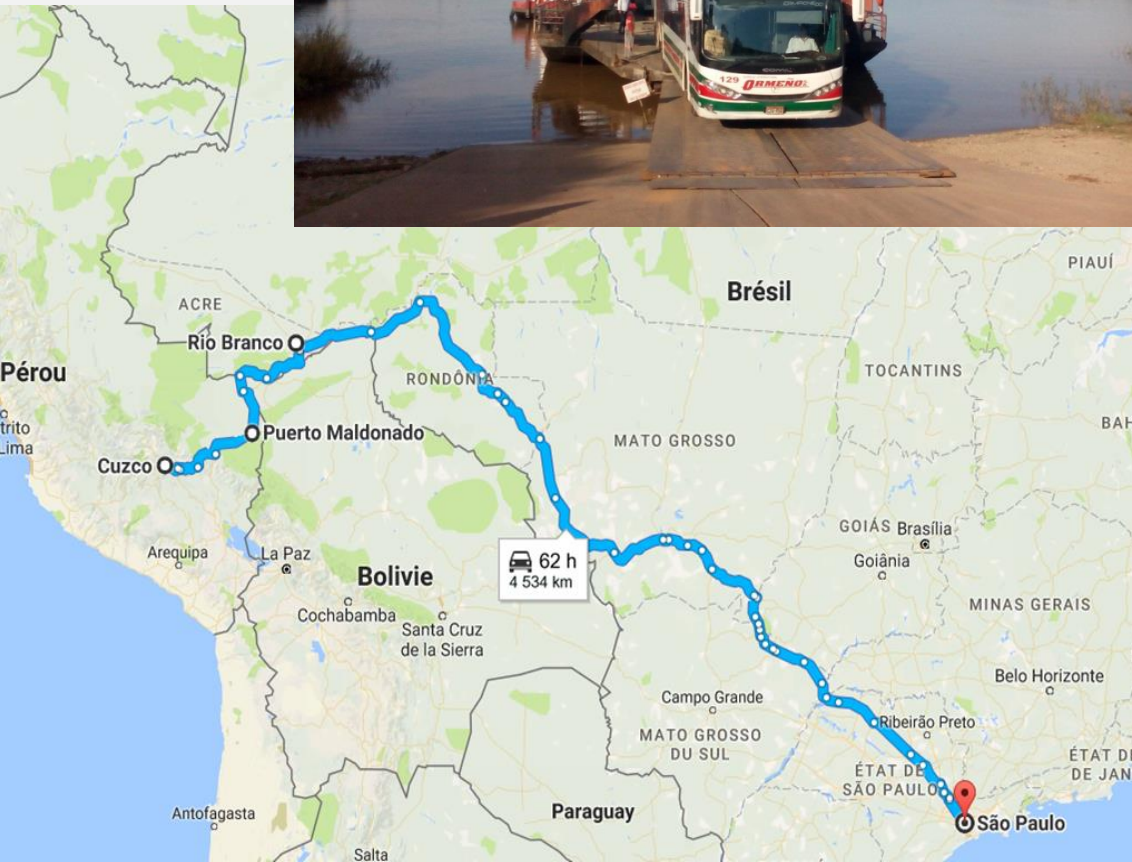 129 ORMEÑO
Brésil
PIAUÍ
ACRE
Rio Branco
Pérou
RONDÔNIA
TOCANTINS
trito
Lima
Puerto Maldonado
MATO GROSSO
BAH
Cuzco
GOIÁS
Brasília
Arequipa
La Paz
62 h
4 534 km
Goiânia
Bolivie
Cochabamba
Santa Cruz
de la Sierra
MINAS GERAIS
Campo Grande
Belo Horizonte
MATO GROSSO
DU SUL
Ribeirão Preto
ÉTAT DE
SÃO PAULO
ÉTAT DE
DE JAN
Antofagasta
Paraguay
São Paulo
Salta